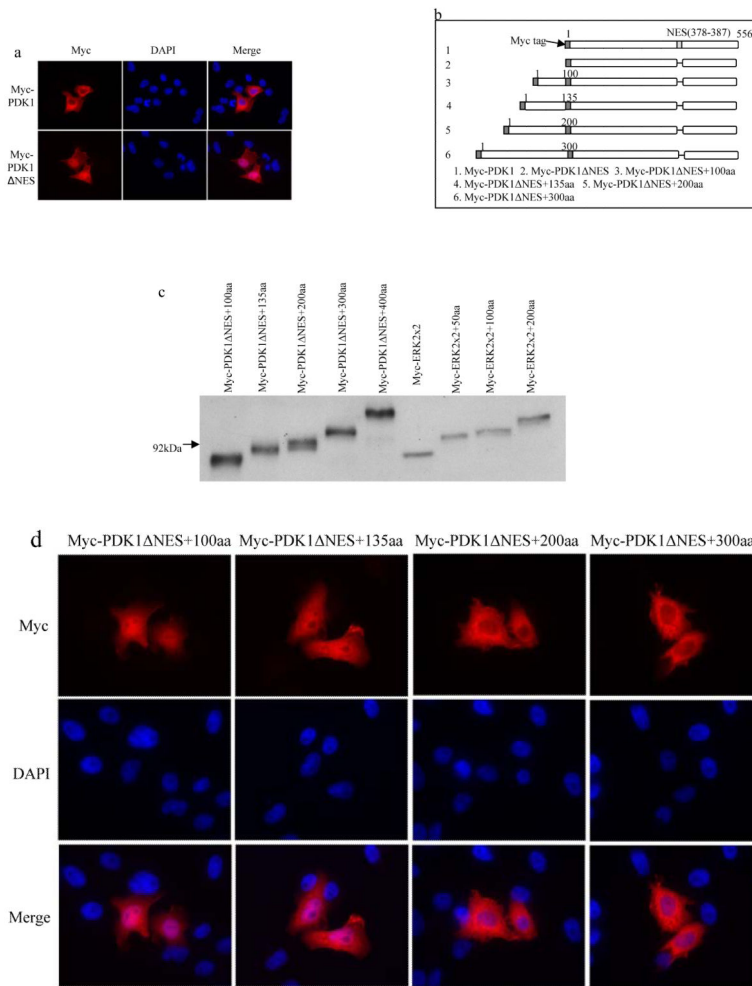 a
Myc
DAPI
Merge
Myc-
PDK1
Myc-
PDK1
ΔNES
b
1
NES(378-387)
556
Myc tag
1
2
3
1
100
4
1
135
5
1
200
6
1
300
1. Myc-PDK1 2. Myc-PDK1ΔNES 3. Myc-PDK1ΔNES+100aa
4. Myc-PDK1ΔNES+135aa 5. Myc-PDK1ΔNES+200aa
6. Myc-PDK1ΔNES+300aa
c
Myc-PDK1ΔNES+100aa
Myc-PDK1ΔNES+135aa
Myc-PDK1ΔNES+200aa
Myc-PDK1ΔNES+300aa
Myc-PDK1ΔNES+400aa
Myc-ERK2x2
Myc-ERK2x2+50aa
Myc-ERK2x2+100aa
Myc-ERK2x2+200aa
92kDa
d
Myc-PDK1ΔNES+100aa
Myc-PDK1ΔNES+135aa
Myc-PDK1ΔNES+200aa
Myc-PDK1ΔNES+300aa
Myc
DAPI
Merge